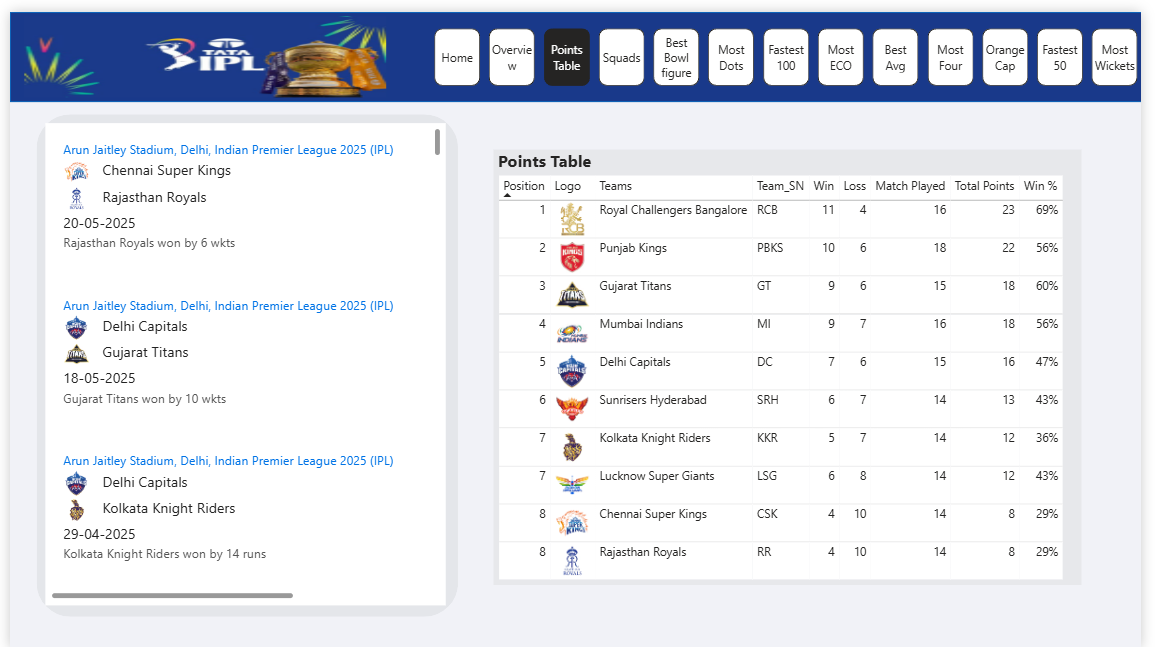 TATA
IPL
Home
Overvie
w
Points
Table
Squads
Best
Bowl
figure
Most
Dots
Fastest
100
Most
ECO
Best
Avg
Most
Four
Orange
Cap
Fastest
50
Most
Wickets
Arun Jaitley Stadium, Delhi, Indian Premier League 2025 (IPL)
Chennai Super Kings
Rajasthan Royals
20-05-2025
Rajasthan Royals won by 6 wkts
Arun Jaitley Stadium, Delhi, Indian Premier League 2025 (IPL)
Delhi Capitals
Gujarat Titans
18-05-2025
Gujarat Titans won by 10 wkts
Arun Jaitley Stadium, Delhi, Indian Premier League 2025 (IPL)
Delhi Capitals
Kolkata Knight Riders
29-04-2025
Kolkata Knight Riders won by 14 runs
Points Table
Position Logo Teams Team_SN Win Loss Match Played Total Points Win %
1 Royal Challengers Bangalore RCB 11 4 16 23 69%
2 Punjab Kings PBKS 10 6 18 22 56%
3 Gujarat Titans GT 9 6 15 18 60%
4 Mumbai Indians MI 9 7 16 18 56%
5 Delhi Capitals DC 7 6 15 16 47%
6 Sunrisers Hyderabad SRH 6 7 14 13 43%
7 Kolkata Knight Riders KKR 5 7 14 12 36%
7 Lucknow Super Giants LSG 6 8 14 12 43%
8 Chennai Super Kings CSK 4 10 14 8 29%
8 Rajasthan Royals RR 4 10 14 8 29%